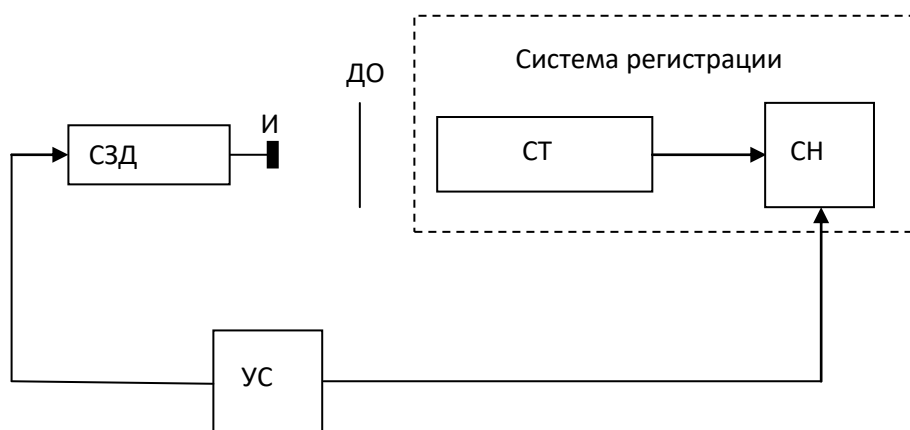 Система регистрации
ДО
И
СЗД
СТ
СН
УС